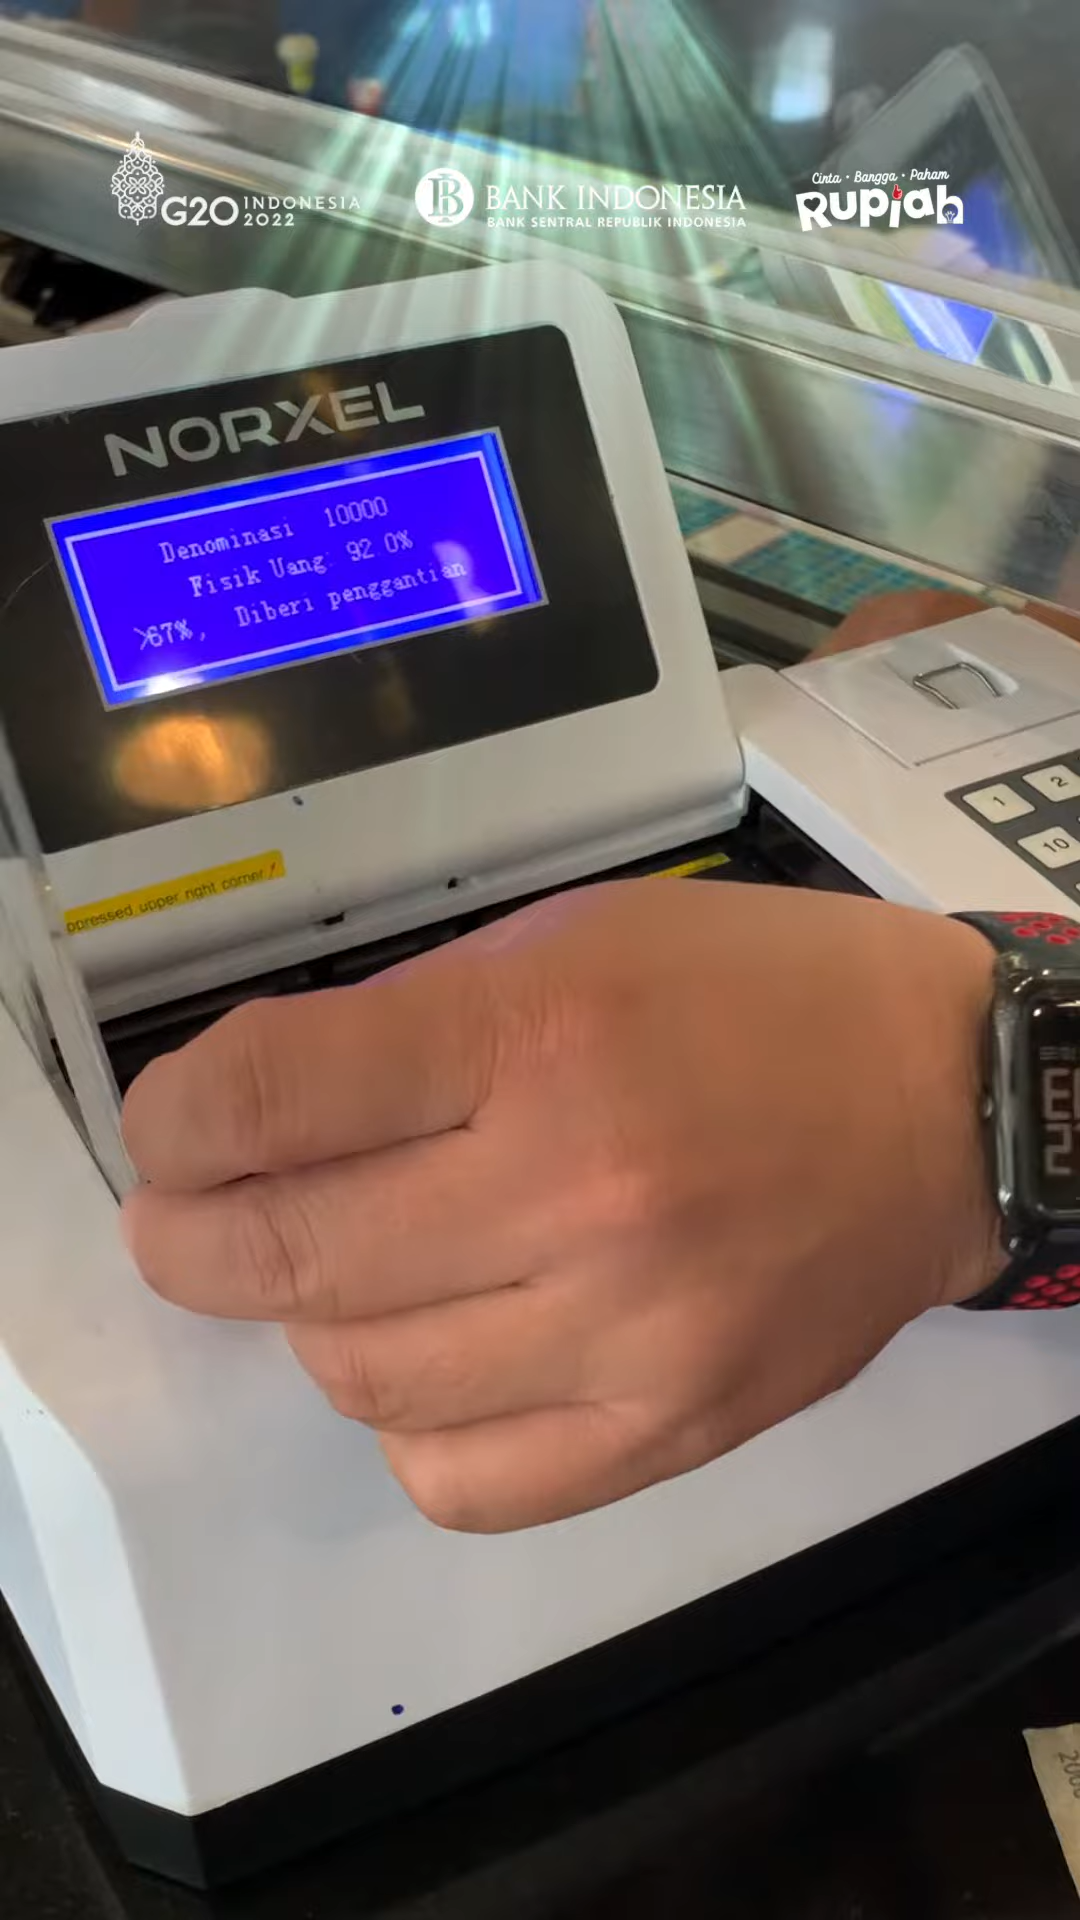 G20 INDONESIA 2022
BANK INDONESIA
BANK SENTRAL REPUBLIK INDONESIA
Cinta • Bangga • Paham
Rupiah
NORXEL
Denominasi 10000
Fisik Uang: 92.0%
>67%, Diberi penggantian
ppressed upper right corner!
1
2
10